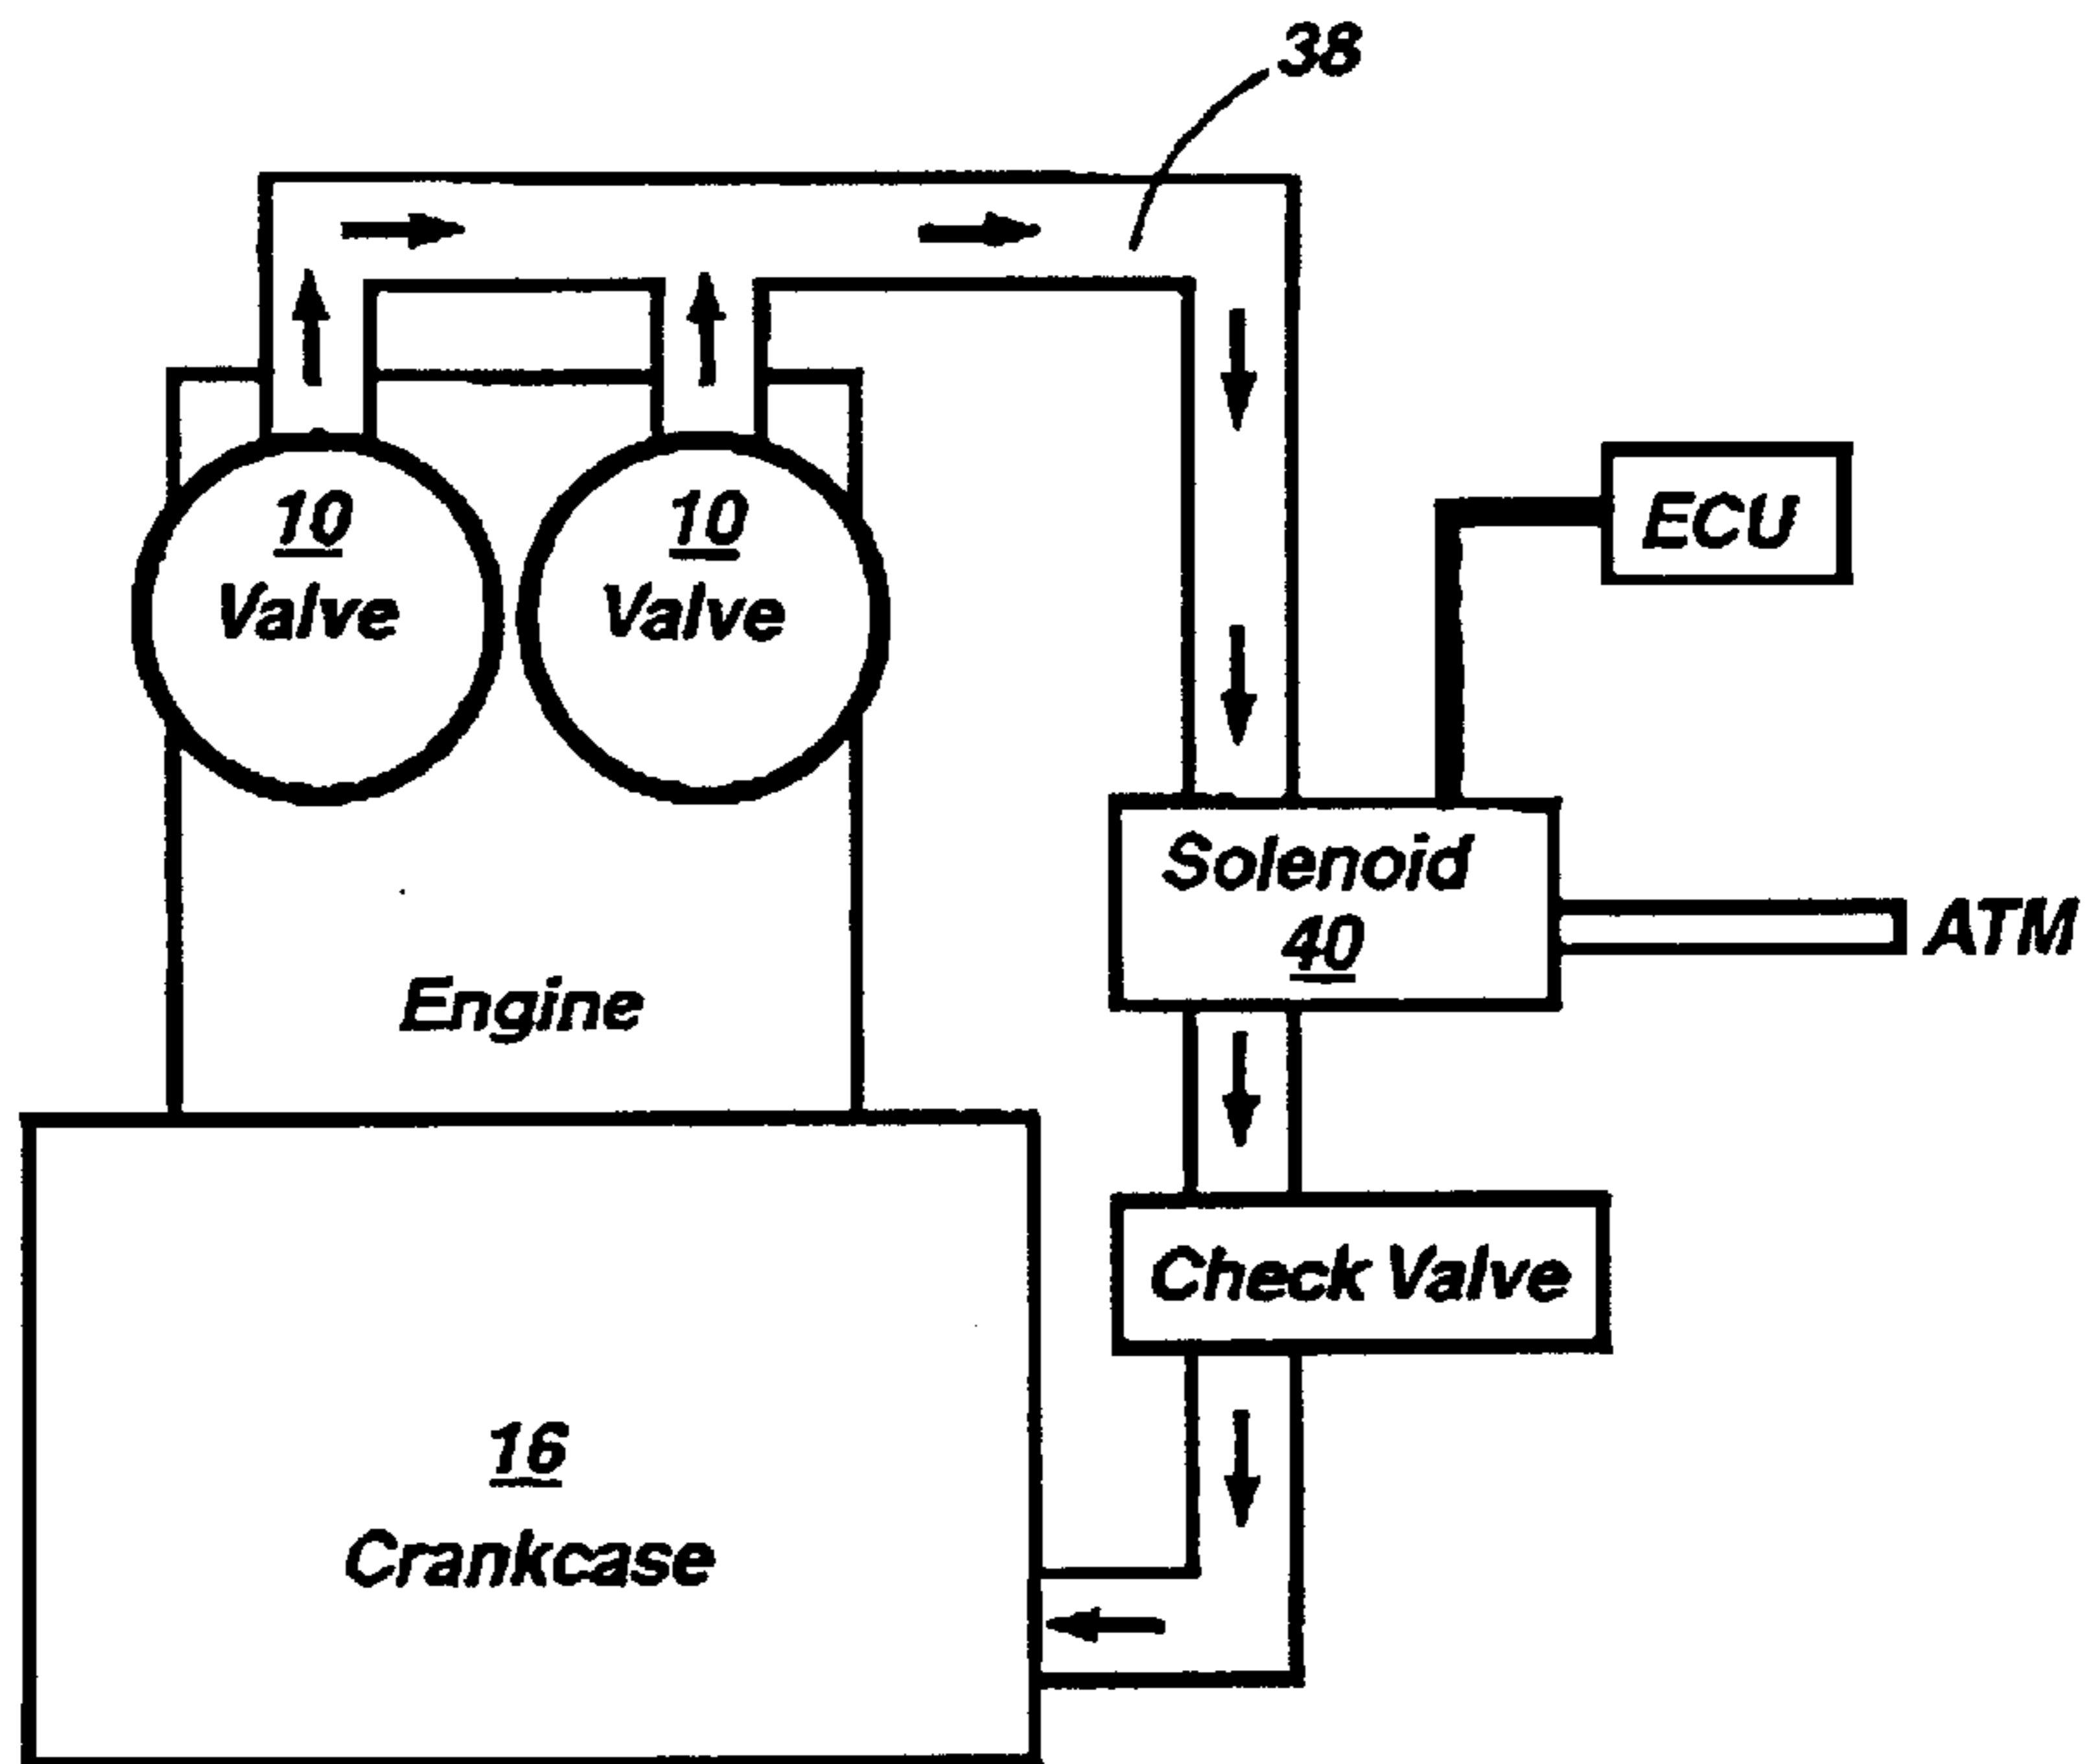 38
10
Valve
10
Valve
ECU
Solenoid
40
ATM
Engine
Check Valve
16
Crankcase